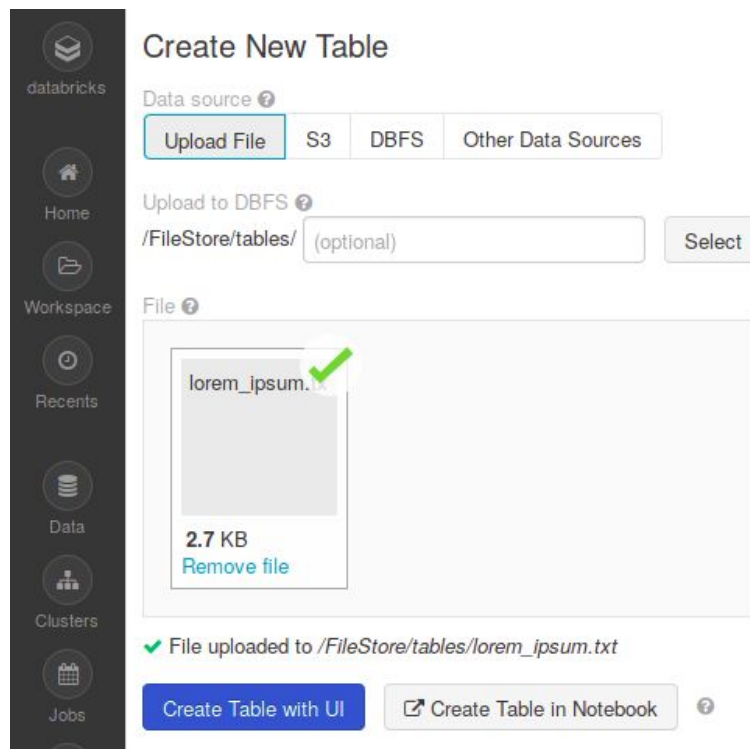 databricks
Home
Workspace
Recents
Data
Clusters
Jobs
Create New Table
Data source
Upload File S3 DBFS Other Data Sources
Upload to DBFS
/FileStore/tables/ (optional) Select
File
lorem_ipsum.
2.7 KB
Remove file
File uploaded to /FileStore/tables/lorem_ipsum.txt
Create Table with UI Create Table in Notebook